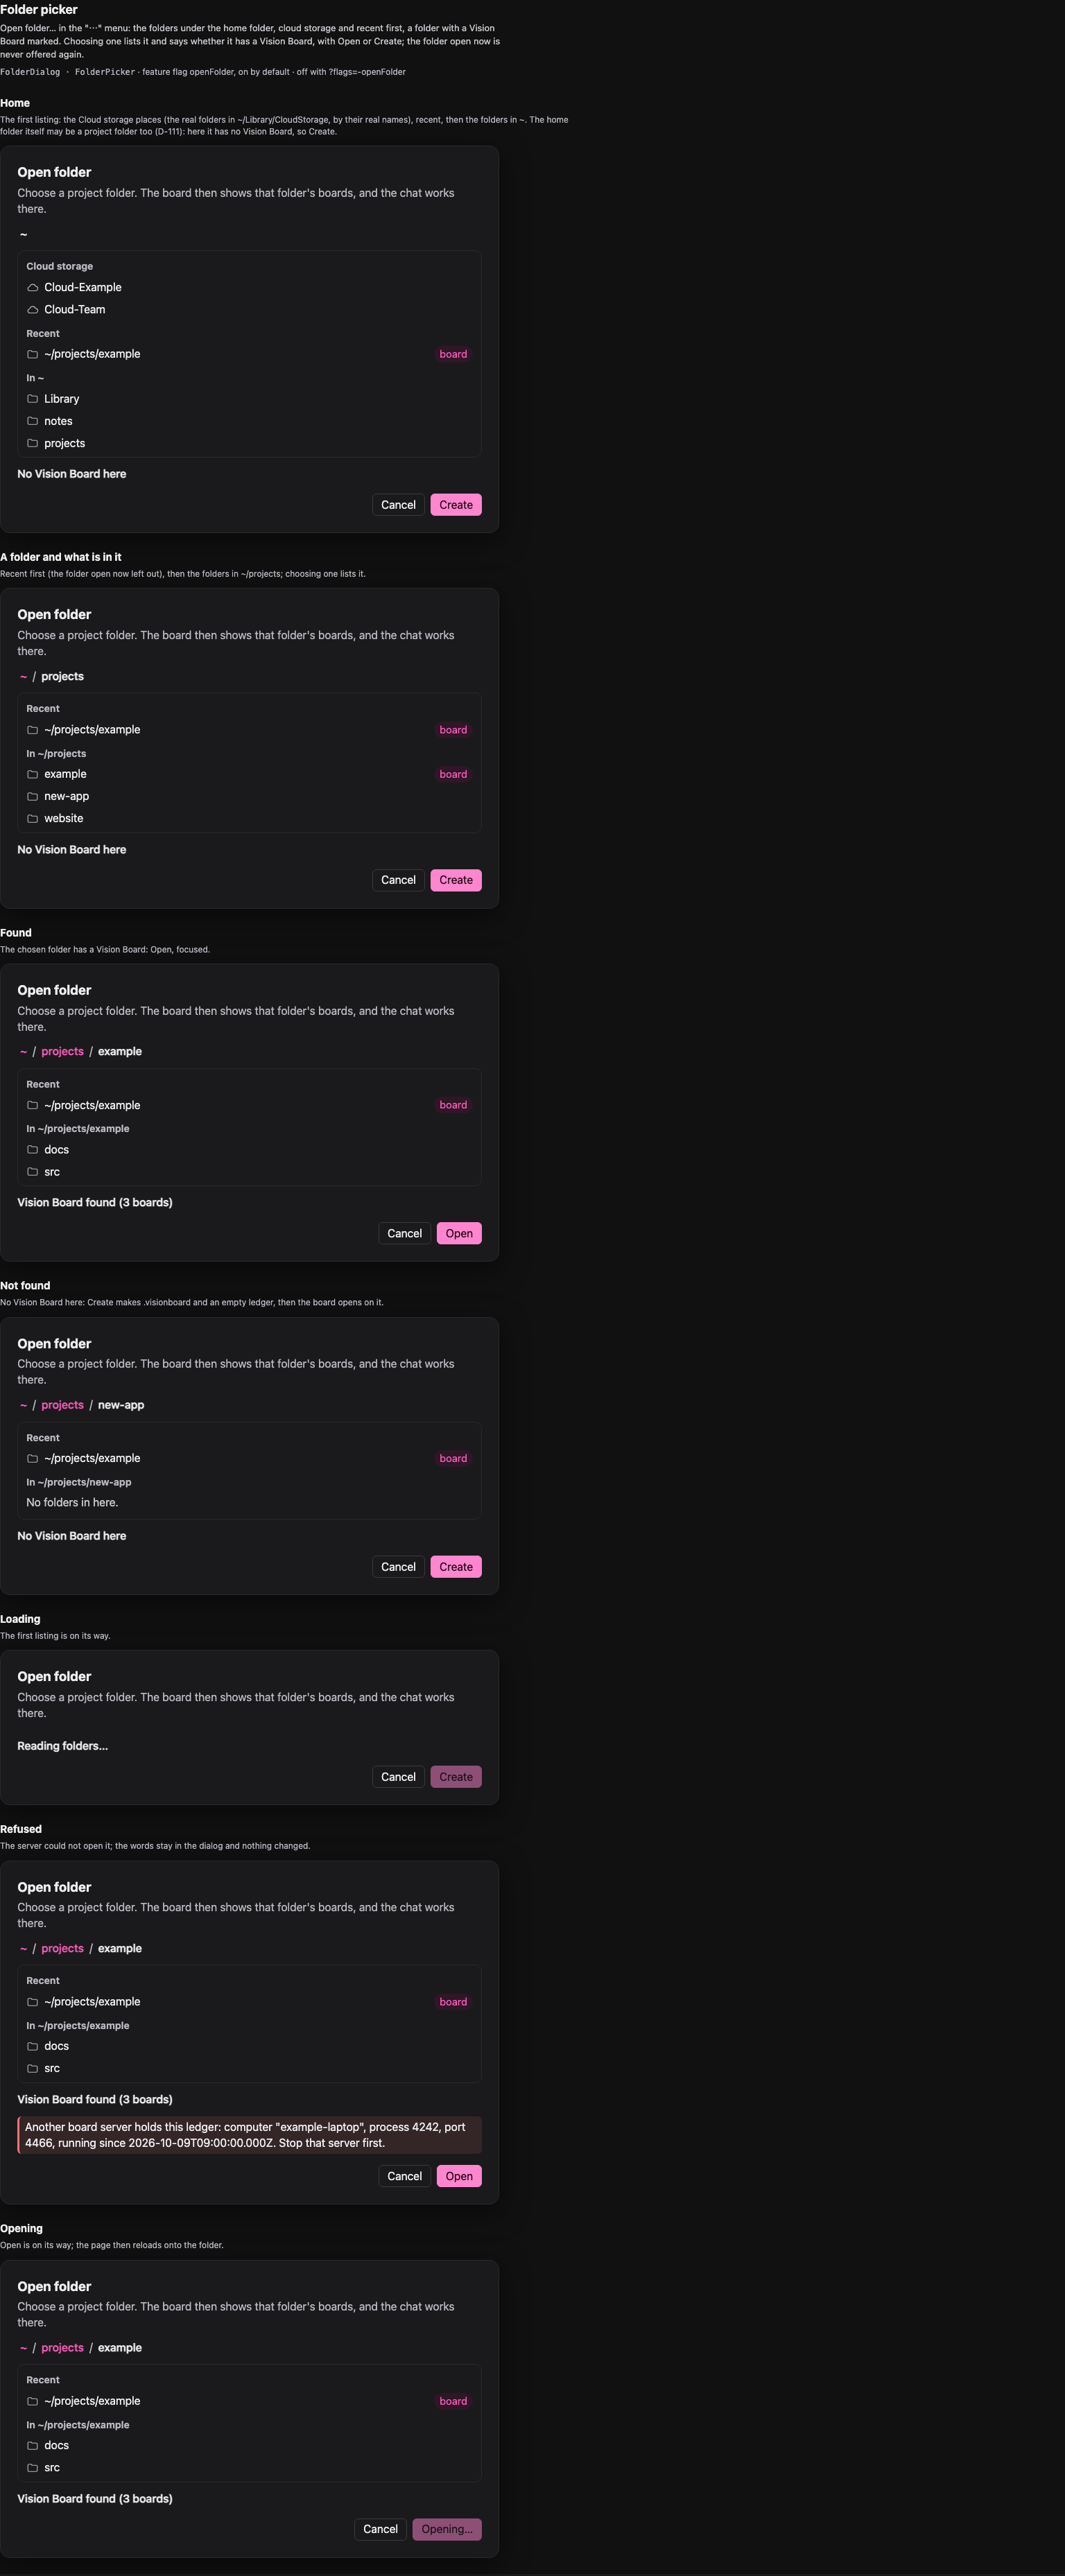 Folder picker
Open folder... in the "···" menu: the folders under the home folder, cloud storage and recent first, a folder with a Vision
Board marked. Choosing one lists it and says whether it has a Vision Board, with Open or Create; the folder open now is
never offered again.
FolderDialog · FolderPicker · feature flag openFolder, on by default · off with ?flags=-openFolder
Home
The first listing: the Cloud storage places (the real folders in ~/Library/CloudStorage, by their real names), recent, then the folders in ~. The home
folder itself may be a project folder too (D-111): here it has no Vision Board, so Create.
Open folder
Choose a project folder. The board then shows that folder's boards, and the chat works
there.
~
Cloud storage
Cloud-Example
Cloud-Team
Recent
~/projects/example board
In ~
Library
notes
projects
No Vision Board here
Cancel Create
A folder and what is in it
Recent first (the folder open now left out), then the folders in ~/projects; choosing one lists it.
Open folder
Choose a project folder. The board then shows that folder's boards, and the chat works
there.
~ / projects
Recent
~/projects/example board
In ~/projects
example board
new-app
website
No Vision Board here
Cancel Create
Found
The chosen folder has a Vision Board: Open, focused.
Open folder
Choose a project folder. The board then shows that folder's boards, and the chat works
there.
~ / projects / example
Recent
~/projects/example board
In ~/projects/example
docs
src
Vision Board found (3 boards)
Cancel Open
Not found
No Vision Board here: Create makes .visionboard and an empty ledger, then the board opens on it.
Open folder
Choose a project folder. The board then shows that folder's boards, and the chat works
there.
~ / projects / new-app
Recent
~/projects/example board
In ~/projects/new-app
No folders in here.
No Vision Board here
Cancel Create
Loading
The first listing is on its way.
Open folder
Choose a project folder. The board then shows that folder's boards, and the chat works
there.
Reading folders...
Cancel Create
Refused
The server could not open it; the words stay in the dialog and nothing changed.
Open folder
Choose a project folder. The board then shows that folder's boards, and the chat works
there.
~ / projects / example
Recent
~/projects/example board
In ~/projects/example
docs
src
Vision Board found (3 boards)
Another board server holds this ledger: computer "example-laptop", process 4242, port
4466, running since 2026-10-09T09:00:00.000Z. Stop that server first.
Cancel Open
Opening
Open is on its way; the page then reloads onto the folder.
Open folder
Choose a project folder. The board then shows that folder's boards, and the chat works
there.
~ / projects / example
Recent
~/projects/example board
In ~/projects/example
docs
src
Vision Board found (3 boards)
Cancel Opening...